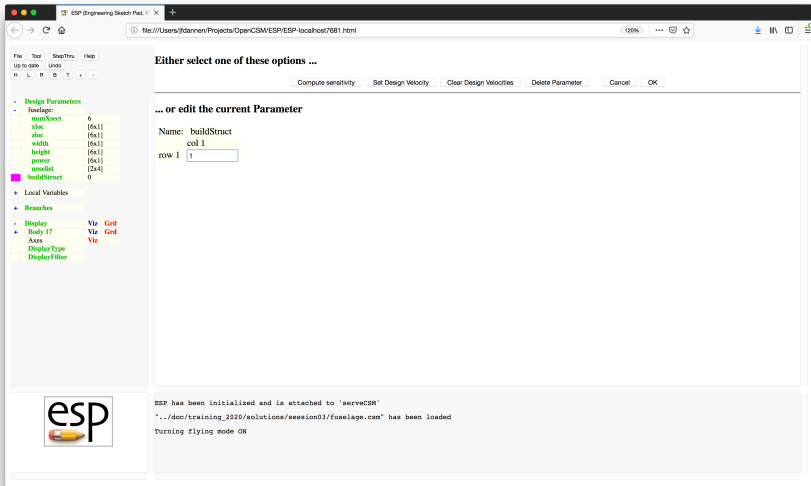 ESP (Engineering Sketch Pad, V
file:///Users/jfdannen/Projects/OpenCSM/ESP/ESP-localhost7681.html
120%
File Tool StepThru Help
Up to date Undo
H L R B T + -
- Design Parameters
- fuselage:
numXsect 6
xloc [6x1]
zloc [6x1]
width [6x1]
height [6x1]
power [6x1]
noselist [2x4]
buildStruct 0
+ Local Variables
+ Branches
- Display Viz Grd
+ Body 17 Viz Grd
Axes Viz
DisplayType
DisplayFilter
Either select one of these options ...
Compute sensitivity Set Design Velocity Clear Design Velocities Delete Parameter Cancel OK
... or edit the current Parameter
Name: buildStruct
col 1
row 1 1
esp
ESP has been initialized and is attached to 'serveCSM'
"../doc/training_2020/solutions/session03/fuselage.csm" has been loaded
Turning flying mode ON